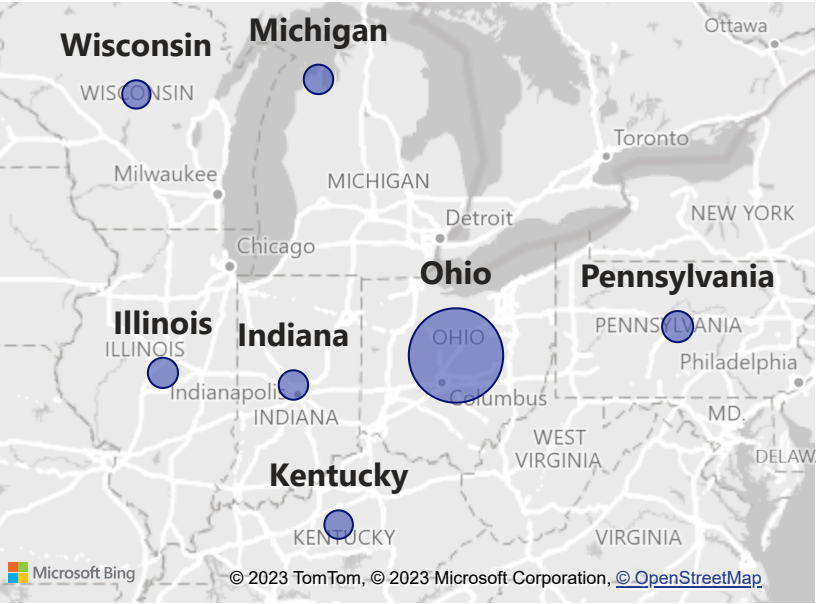 Ottawa
Michigan
Wisconsin
WISCONSIN
Toronto
Milwaukee
MICHIGAN
NEW YORK
Detroit
Chicago
Ohio
Pennsylvania
Illinois
Indiana
PENNSYLVANIA
OHIO
ILLINOIS
Philadelphia
Indianapolis
Columbus
INDIANA
MD.
WEST
VIRGINIA
DELAW
Kentucky
KENTUCKY
VIRGINIA
Microsoft Bing
© 2023 TomTom, © 2023 Microsoft Corporation, © OpenStreetMap